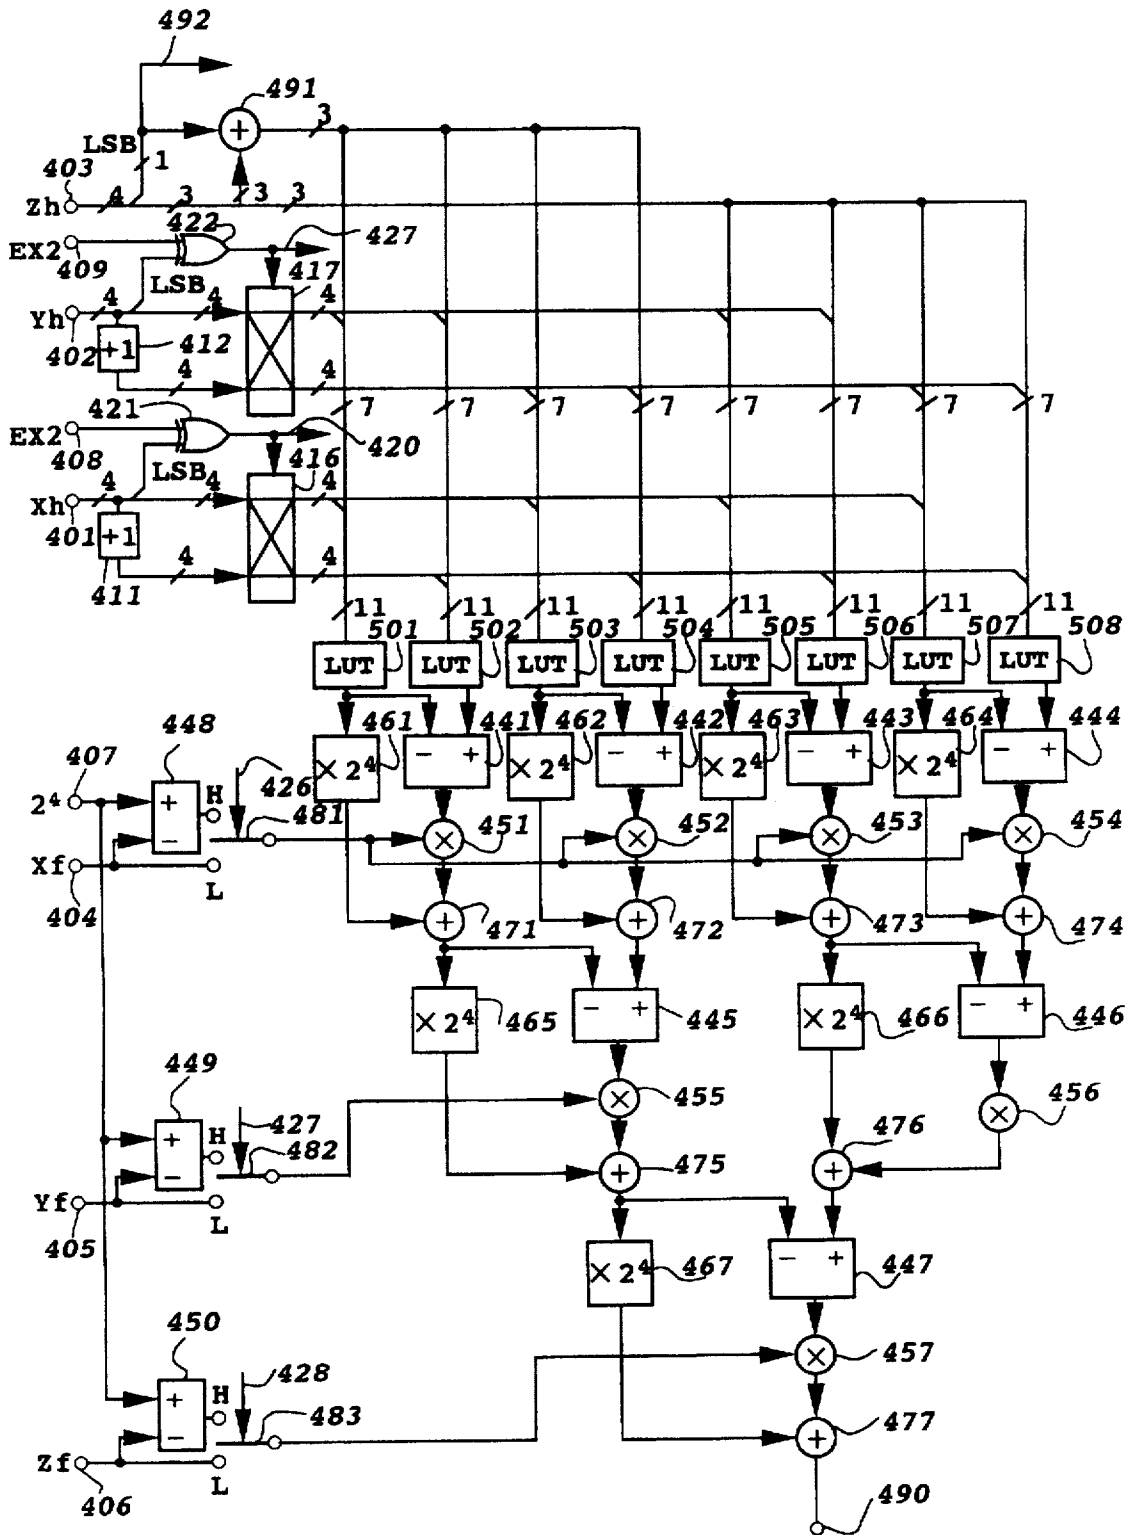 492
491
3
LSB
1
403
Zh
4
3
3
3
422
427
EX2
409
LSB
417
4
4
4
Yh
402
+1
412
4
4
421
7 7 7 7 7 7 7 7
EX2
408
420
LSB
416
4
4
4
Xh
401
+1
411
4
4
11 11 11 11 11 11 11 11
501 502 503 504 505 506 507 508
LUT LUT LUT LUT LUT LUT LUT LUT
461 441 462 442 463 443 464 444
× 2⁴ - + × 2⁴ - + × 2⁴ - + × 2⁴ - +
448
407
426
2⁴
+
-
H
481
451 452 453 454
× × × ×
Xf
404
L
+ + + +
471 472 473 474
× 2⁴ 465 - + 445 × 2⁴ 466 - + 446
449
427
H
+
-
482
× 455
× 456
476
+ 475
+
Yf
405
L
× 2⁴ 467 - + 447
450
428
H
+
-
483
× 457
+ 477
Zf
406
L
490